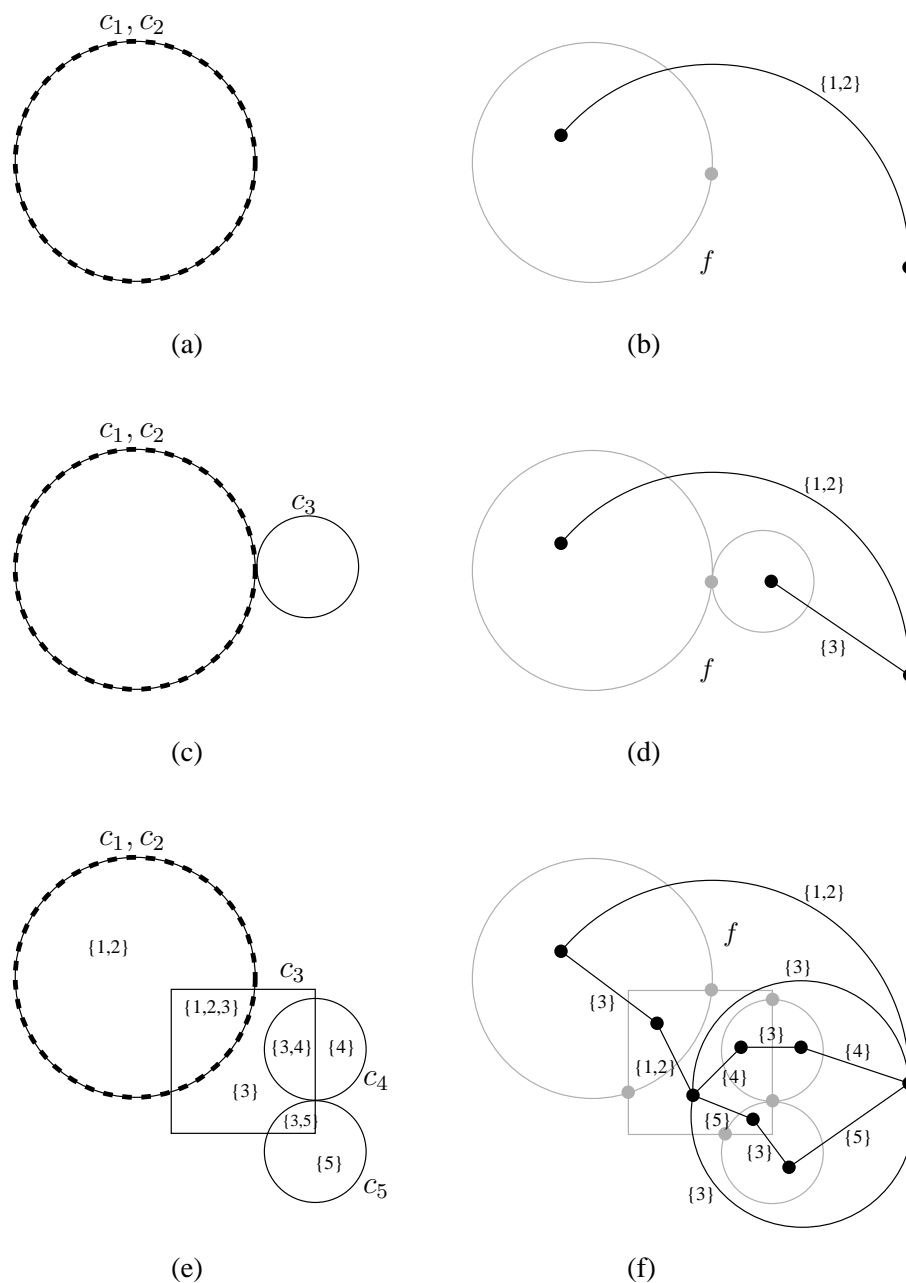 c₁, c₂
{1,2}
f
(a)
(b)
c₁, c₂
c₃
{1,2}
{3}
f
(c)
(d)
c₁, c₂
{1,2}
c₃
{1,2,3}
{3,4}
{4}
c₄
{3}
{3,5}
{5}
c₅
{1,2}
f
{3}
{3}
{3}
{4}
{1,2}
{4}
{5}
{3}
{5}
{3}
(e)
(f)